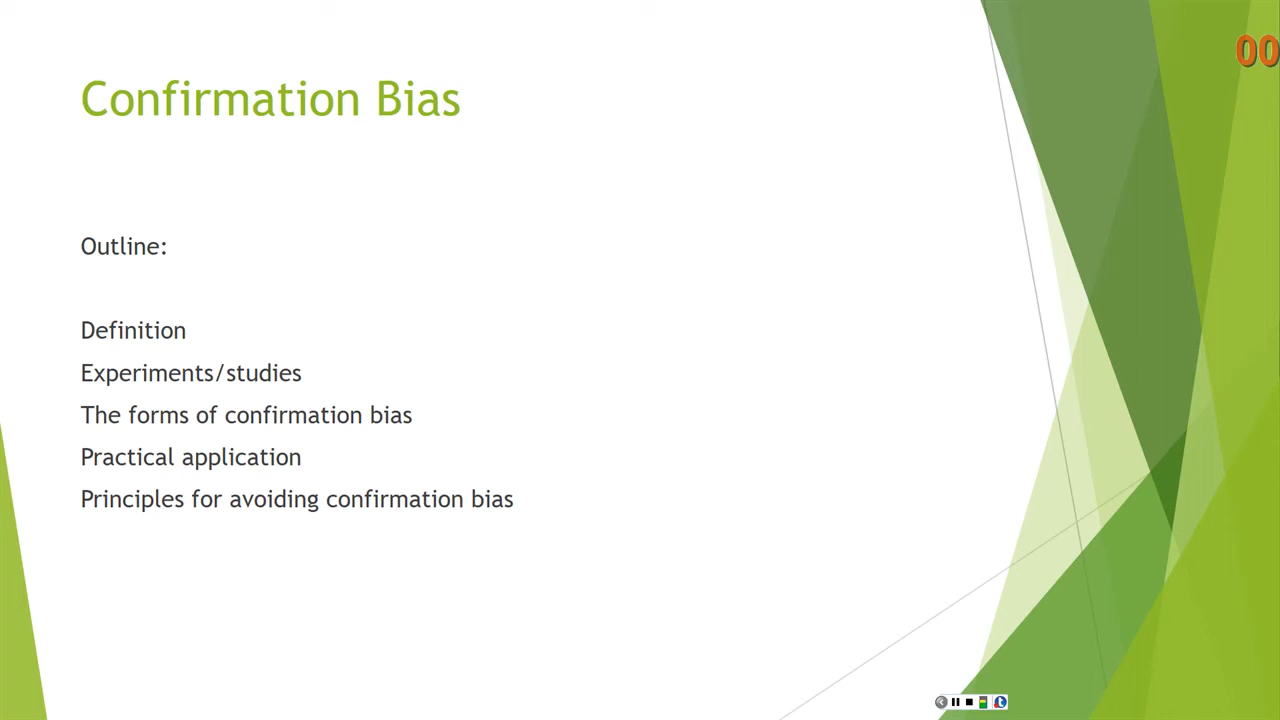 00
Confirmation Bias
Outline:
Definition
Experiments/studies
The forms of confirmation bias
Practical application
Principles for avoiding confirmation bias